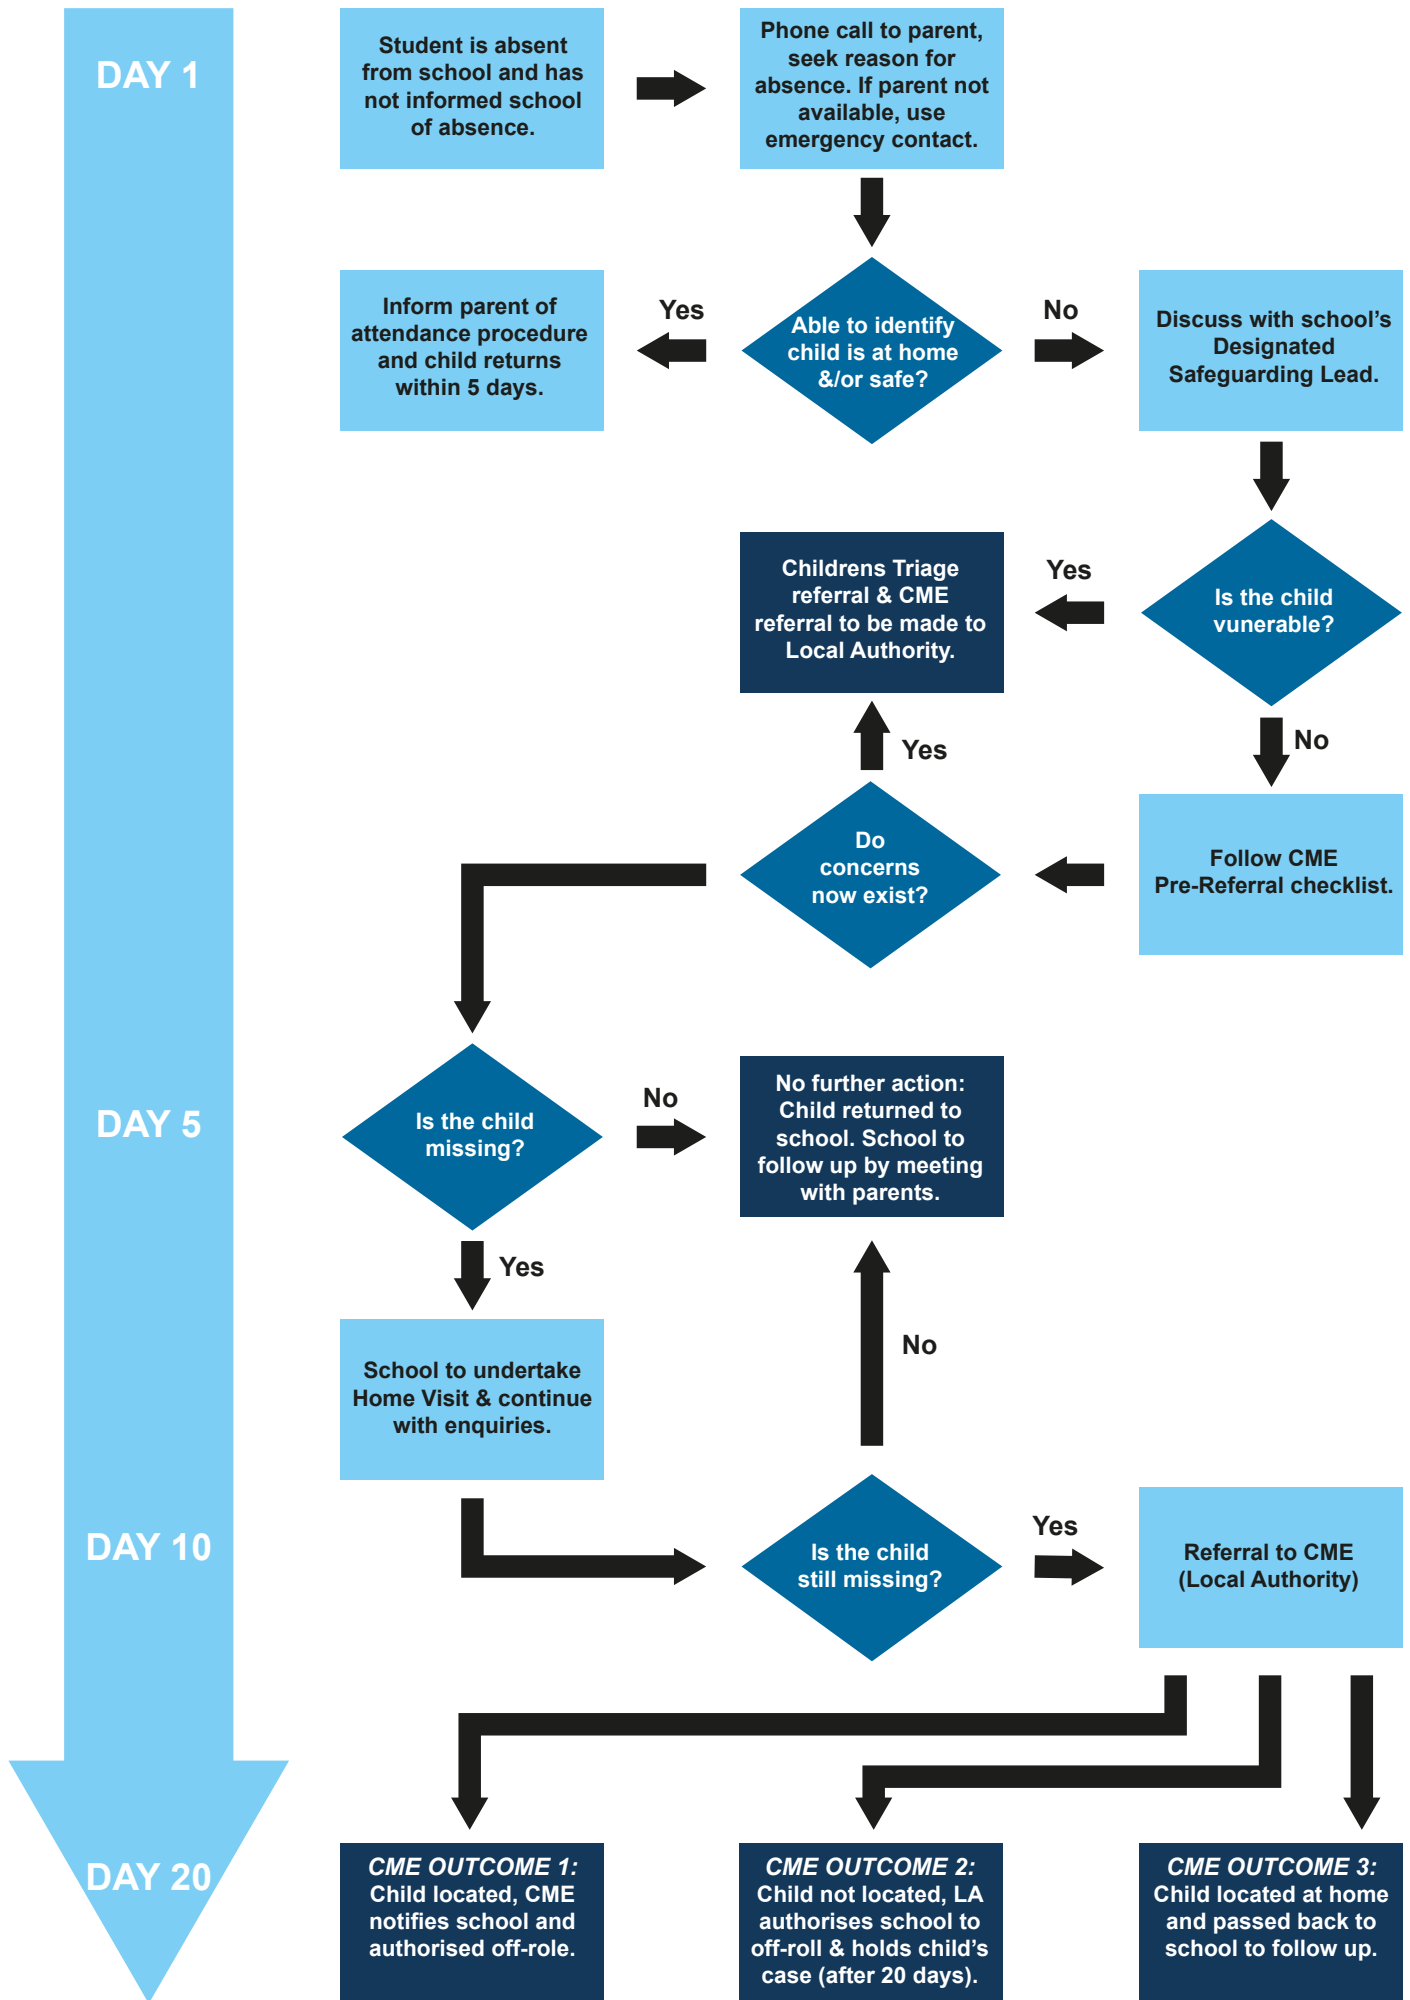 DAY 1
Student is absent
from school and has
not informed school
of absence.
Phone call to parent,
seek reason for
absence. If parent not
available, use
emergency contact.
Inform parent of
attendance procedure
and child returns
within 5 days.
Yes
Able to identify
child is at home
&/or safe?
No
Discuss with school’s
Designated
Safeguarding Lead.
Childrens Triage
referral & CME
referral to be made to
Local Authority.
Yes
Is the child
vunerable?
No
Yes
Do
concerns
now exist?
Follow CME
Pre-Referral checklist.
DAY 5
Is the child
missing?
No
No further action:
Child returned to
school. School to
follow up by meeting
with parents.
Yes
School to undertake
Home Visit & continue
with enquiries.
No
DAY 10
Is the child
still missing?
Yes
Referral to CME
(Local Authority)
DAY 20
CME OUTCOME 1:
Child located, CME
notifies school and
authorised off-role.
CME OUTCOME 2:
Child not located, LA
authorises school to
off-roll & holds child’s
case (after 20 days).
CME OUTCOME 3:
Child located at home
and passed back to
school to follow up.